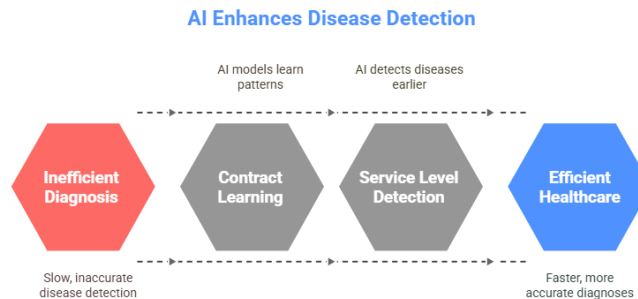 AI Enhances Disease Detection
AI models learn
patterns
AI detects diseases
earlier
Inefficient
Diagnosis
Contract
Learning
Service Level
Detection
Efficient
Healthcare
Slow, inaccurate
disease detection
Faster, more
accurate diagnoses